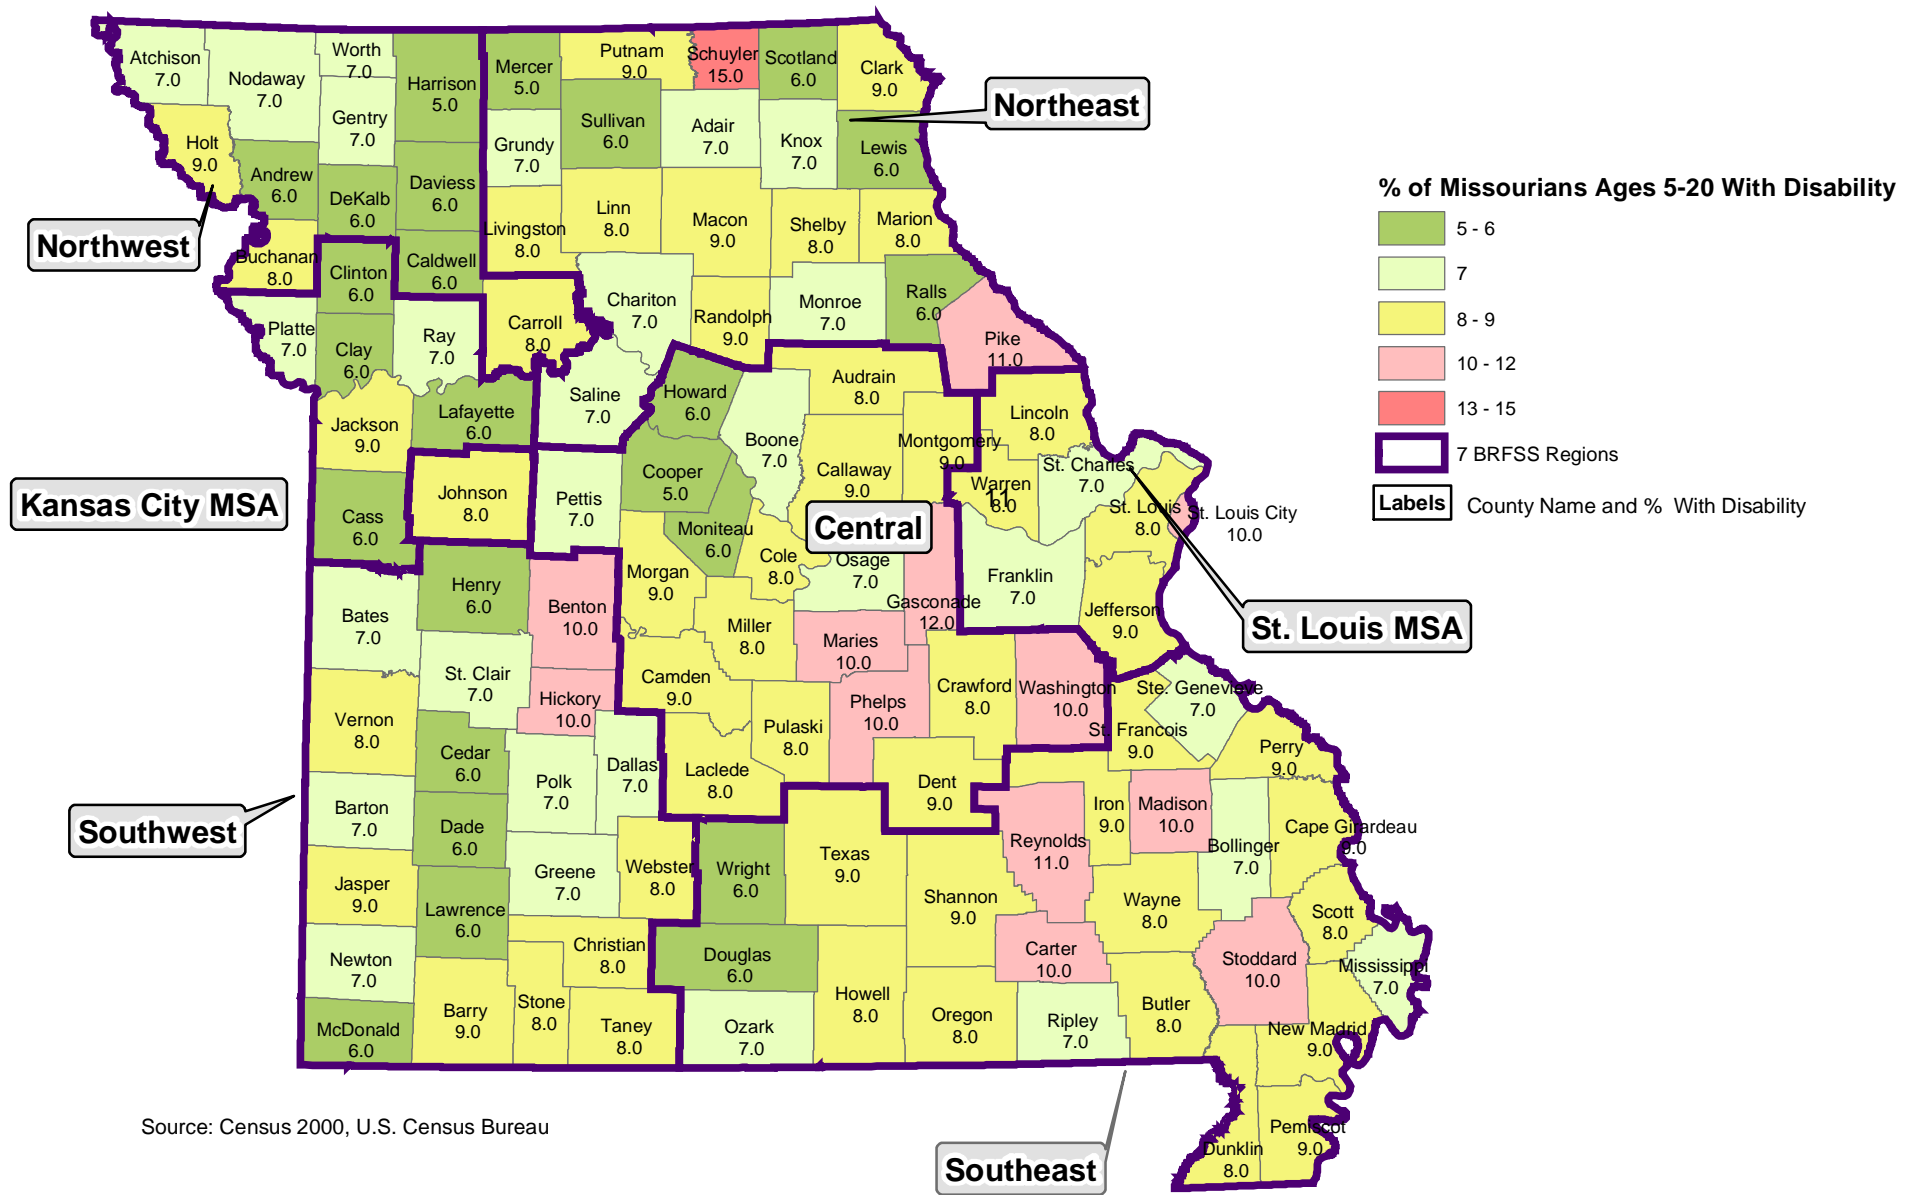 Atchison
7.0
Nodaway
7.0
Worth
7.0
Harrison
5.0
Mercer
5.0
Putnam
9.0
Schuyler
15.0
Scotland
6.0
Clark
9.0
Northeast
Holt
9.0
Gentry
7.0
Andrew
6.0
DeKalb
6.0
Daviess
6.0
Grundy
7.0
Sullivan
6.0
Adair
7.0
Knox
7.0
Lewis
6.0
Northwest
Buchanan
8.0
Clinton
6.0
Caldwell
6.0
Livingston
8.0
Linn
8.0
Macon
9.0
Shelby
8.0
Marion
8.0
Platte
7.0
Clay
6.0
Ray
7.0
Carroll
8.0
Chariton
7.0
Randolph
9.0
Monroe
7.0
Ralls
6.0
Pike
11.0
% of Missourians Ages 5-20 With Disability
5 - 6
7
8 - 9
10 - 12
13 - 15
7 BRFSS Regions
Labels County Name and % With Disability
Jackson
9.0
Lafayette
6.0
Saline
7.0
Howard
6.0
Boone
7.0
Audrain
8.0
Callaway
9.0
Montgomery
9.0
Lincoln
8.0
Warren
8.0
11
St. Charles
7.0
St. Louis
8.0
St. Louis City
10.0
Kansas City MSA
Cass
6.0
Johnson
8.0
Pettis
7.0
Cooper
5.0
Moniteau
6.0
Cole
8.0
Central
Osage
7.0
Gasconade
12.0
Franklin
7.0
Jefferson
9.0
St. Louis MSA
Bates
7.0
Henry
6.0
Benton
10.0
Morgan
9.0
Miller
8.0
Maries
10.0
St. Clair
7.0
Hickory
10.0
Camden
9.0
Pulaski
8.0
Phelps
10.0
Crawford
8.0
Washington
10.0
Ste. Genevieve
7.0
St. Francois
9.0
Perry
9.0
Vernon
8.0
Cedar
6.0
Polk
7.0
Dallas
7.0
Laclede
8.0
Dent
9.0
Iron
9.0
Madison
10.0
Reynolds
11.0
Bollinger
7.0
Cape Girardeau
9.0
Southwest
Barton
7.0
Dade
6.0
Greene
7.0
Webster
8.0
Wright
6.0
Texas
9.0
Shannon
9.0
Wayne
8.0
Scott
8.0
Jasper
9.0
Lawrence
6.0
Christian
8.0
Douglas
6.0
Carter
10.0
Stoddard
10.0
Mississippi
7.0
Newton
7.0
McDonald
6.0
Barry
9.0
Stone
8.0
Taney
8.0
Ozark
7.0
Howell
8.0
Oregon
8.0
Ripley
7.0
Butler
8.0
New Madrid
9.0
Pemiscot
9.0
Dunklin
8.0
Southeast
Source: Census 2000, U.S. Census Bureau